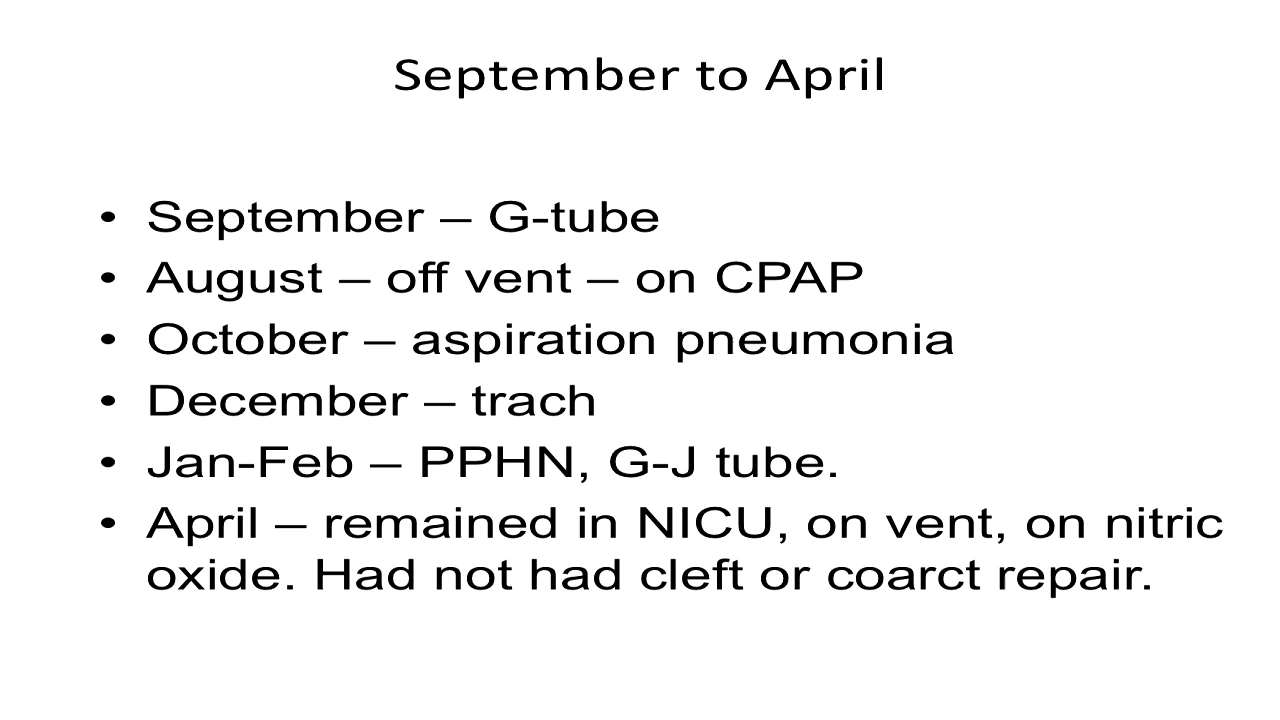 September to April
• September – G-tube
• August – off vent – on CPAP
• October – aspiration pneumonia
• December – trach
• Jan-Feb – PPHN, G-J tube.
• April – remained in NICU, on vent, on nitric
oxide. Had not had cleft or coarct repair.